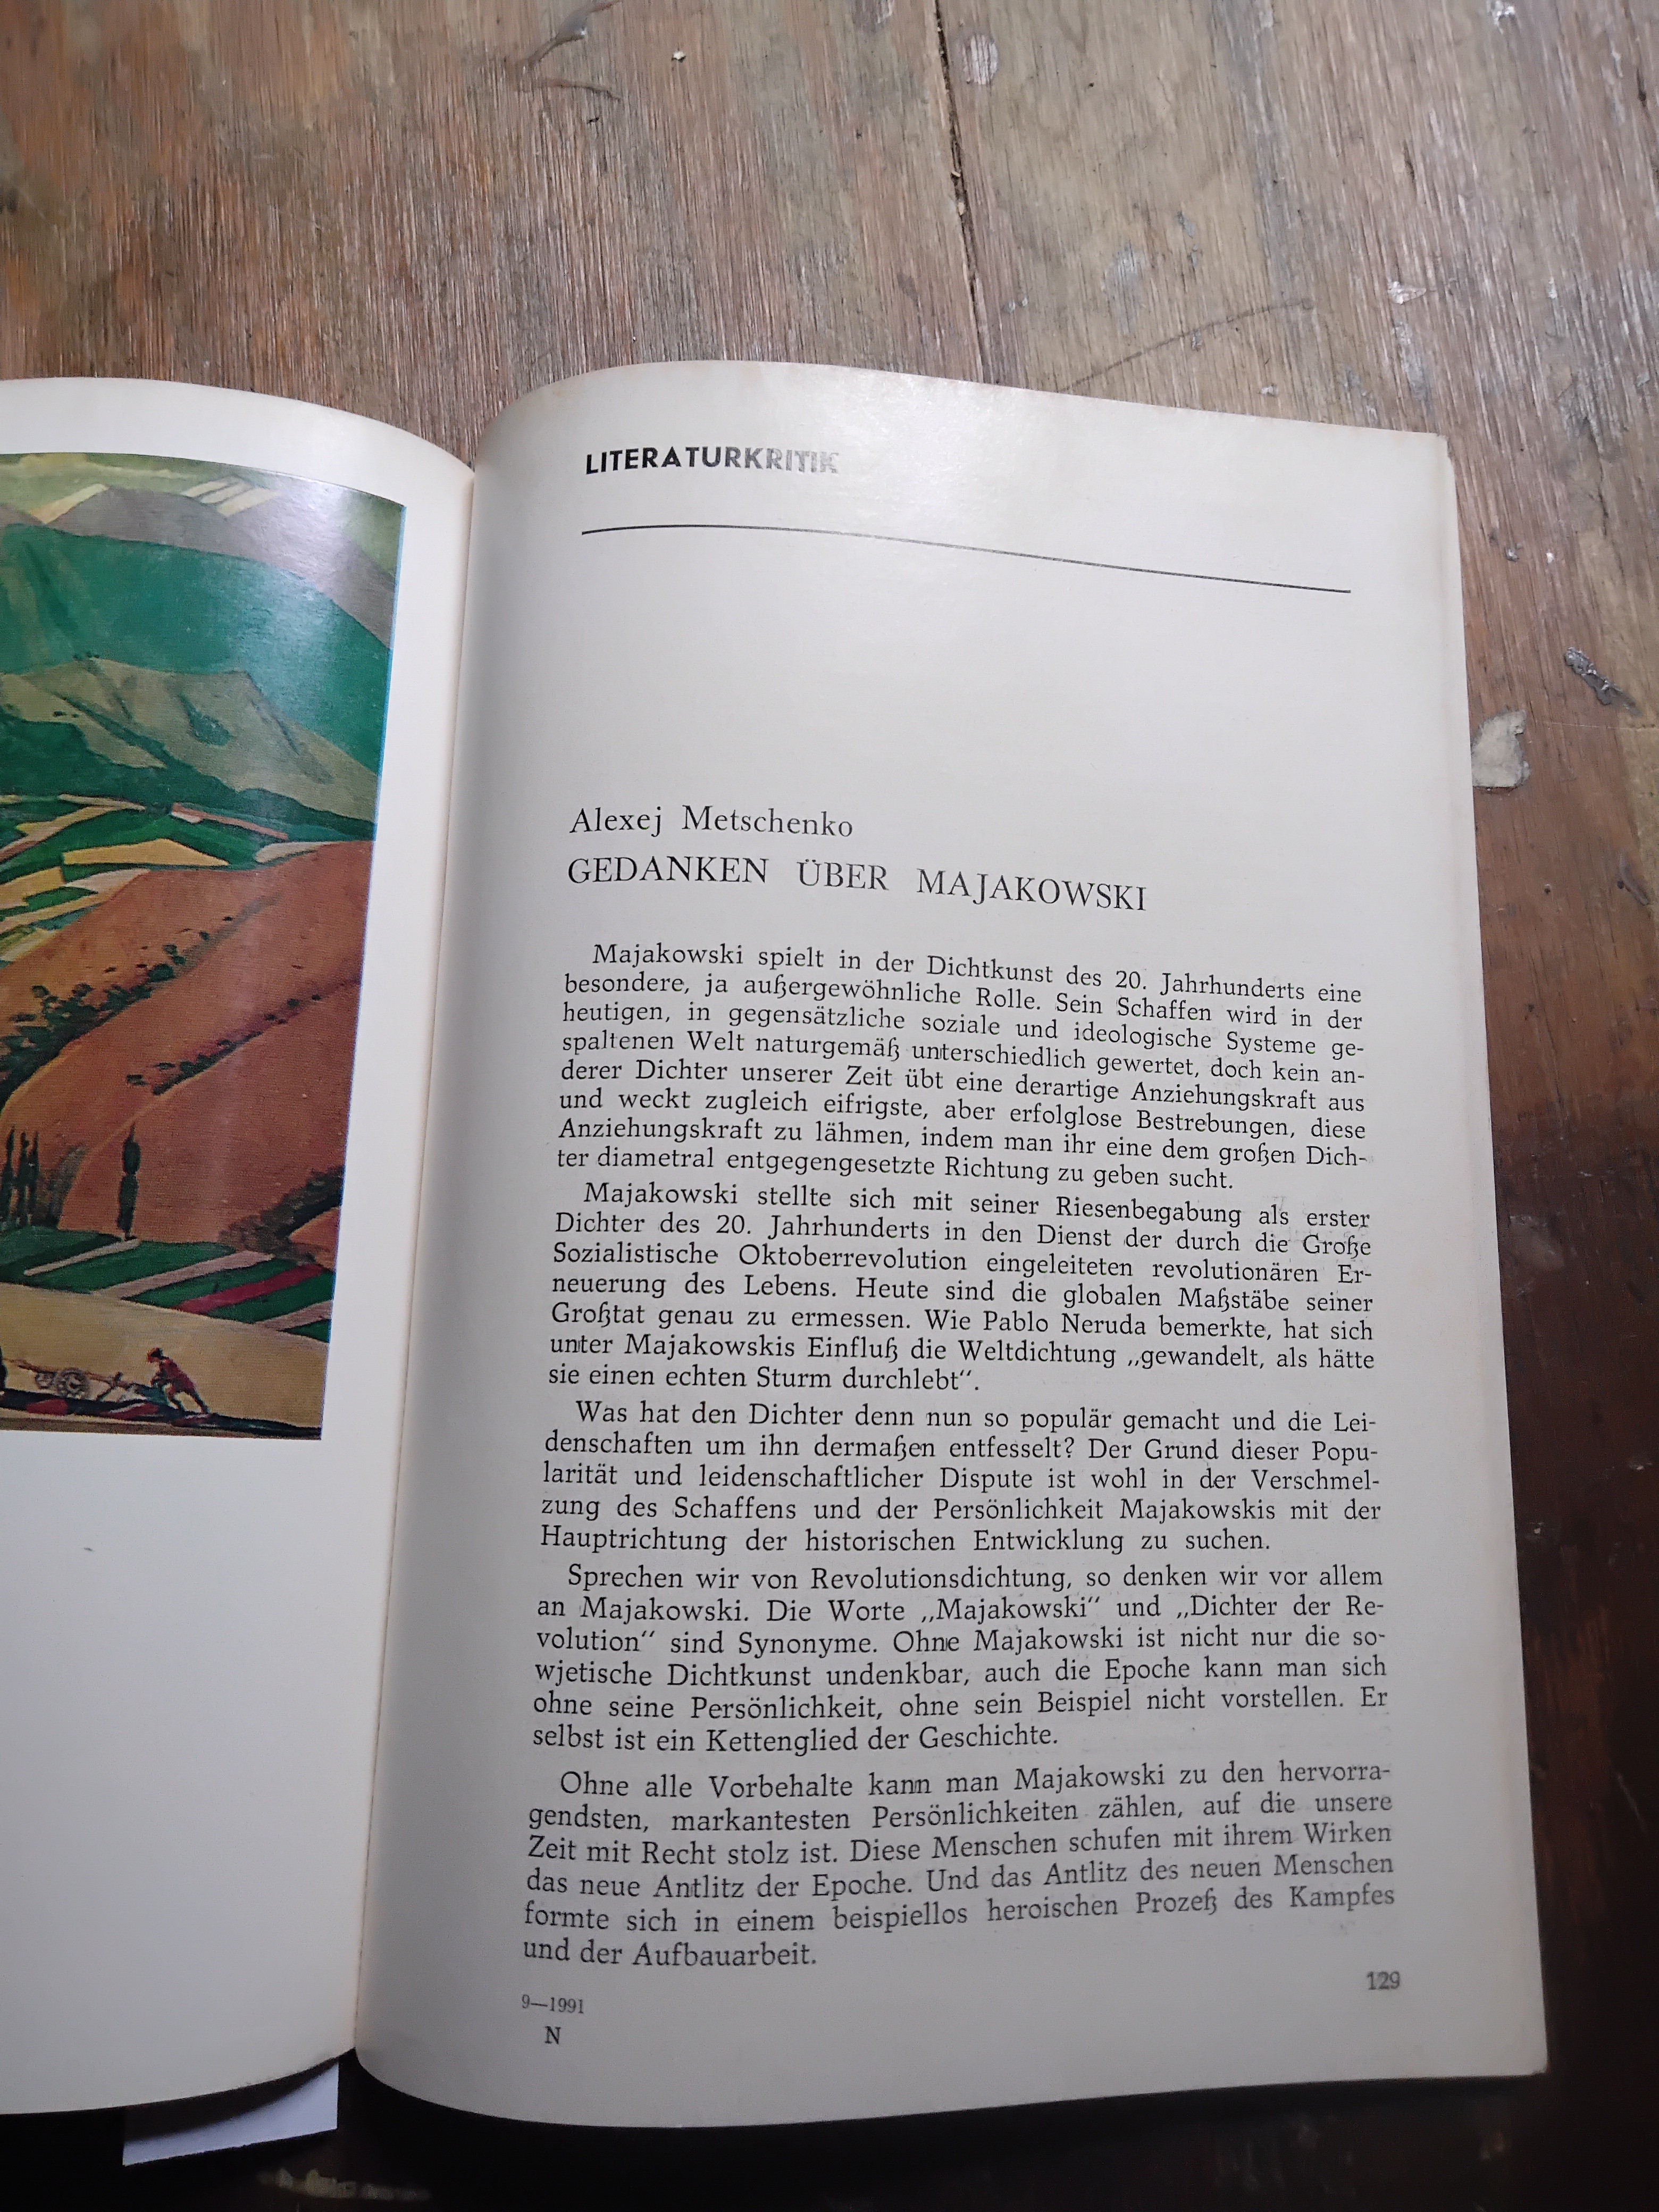 LITERATURKRITIK
Alexej Metschenko
GEDANKEN ÜBER MAJAKOWSKI
Majakowski spielt in der Dichtkunst des 20. Jahrhunderts eine
besondere, ja außergewöhnliche Rolle. Sein Schaffen wird in der
heutigen, in gegensätzliche soziale und ideologische Systeme ge-
spaltenen Welt naturgemäß unterschiedlich gewertet, doch kein an-
derer Dichter unserer Zeit übt eine derartige Anziehungskraft aus
und weckt zugleich eifrigste, aber erfolglose Bestrebungen, diese
Anziehungskraft zu lähmen, indem man ihr eine dem großen Dich-
ter diametral entgegengesetzte Richtung zu geben sucht.
Majakowski stellte sich mit seiner Riesenbegabung als erster
Dichter des 20. Jahrhunderts in den Dienst der durch die Große
Sozialistische Oktoberrevolution eingeleiteten revolutionären Er-
neuerung des Lebens. Heute sind die globalen Maßstäbe seiner
Großtat genau zu ermessen. Wie Pablo Neruda bemerkte, hat sich
unter Majakowskis Einfluß die Weltdichtung „gewandelt, als hätte
sie einen echten Sturm durchlebt“.
Was hat den Dichter denn nun so populär gemacht und die Lei-
denschaften um ihn dermaßen entfesselt? Der Grund dieser Popu-
larität und leidenschaftlicher Dispute ist wohl in der Verschmel-
zung des Schaffens und der Persönlichkeit Majakowskis mit der
Hauptrichtung der historischen Entwicklung zu suchen.
Sprechen wir von Revolutionsdichtung, so denken wir vor allem
an Majakowski. Die Worte „Majakowski“ und „Dichter der Re-
volution“ sind Synonyme. Ohne Majakowski ist nicht nur die so-
wjetische Dichtkunst undenkbar, auch die Epoche kann man sich
ohne seine Persönlichkeit, ohne sein Beispiel nicht vorstellen. Er
selbst ist ein Kettenglied der Geschichte.
Ohne alle Vorbehalte kann man Majakowski zu den hervorra-
gendsten, markantesten Persönlichkeiten zählen, auf die unsere
Zeit mit Recht stolz ist. Diese Menschen schufen mit ihrem Wirken
das neue Antlitz der Epoche. Und das Antlitz des neuen Menschen
formte sich in einem beispiellos heroischen Prozeß des Kampfes
und der Aufbauarbeit.
129
9—1991
N